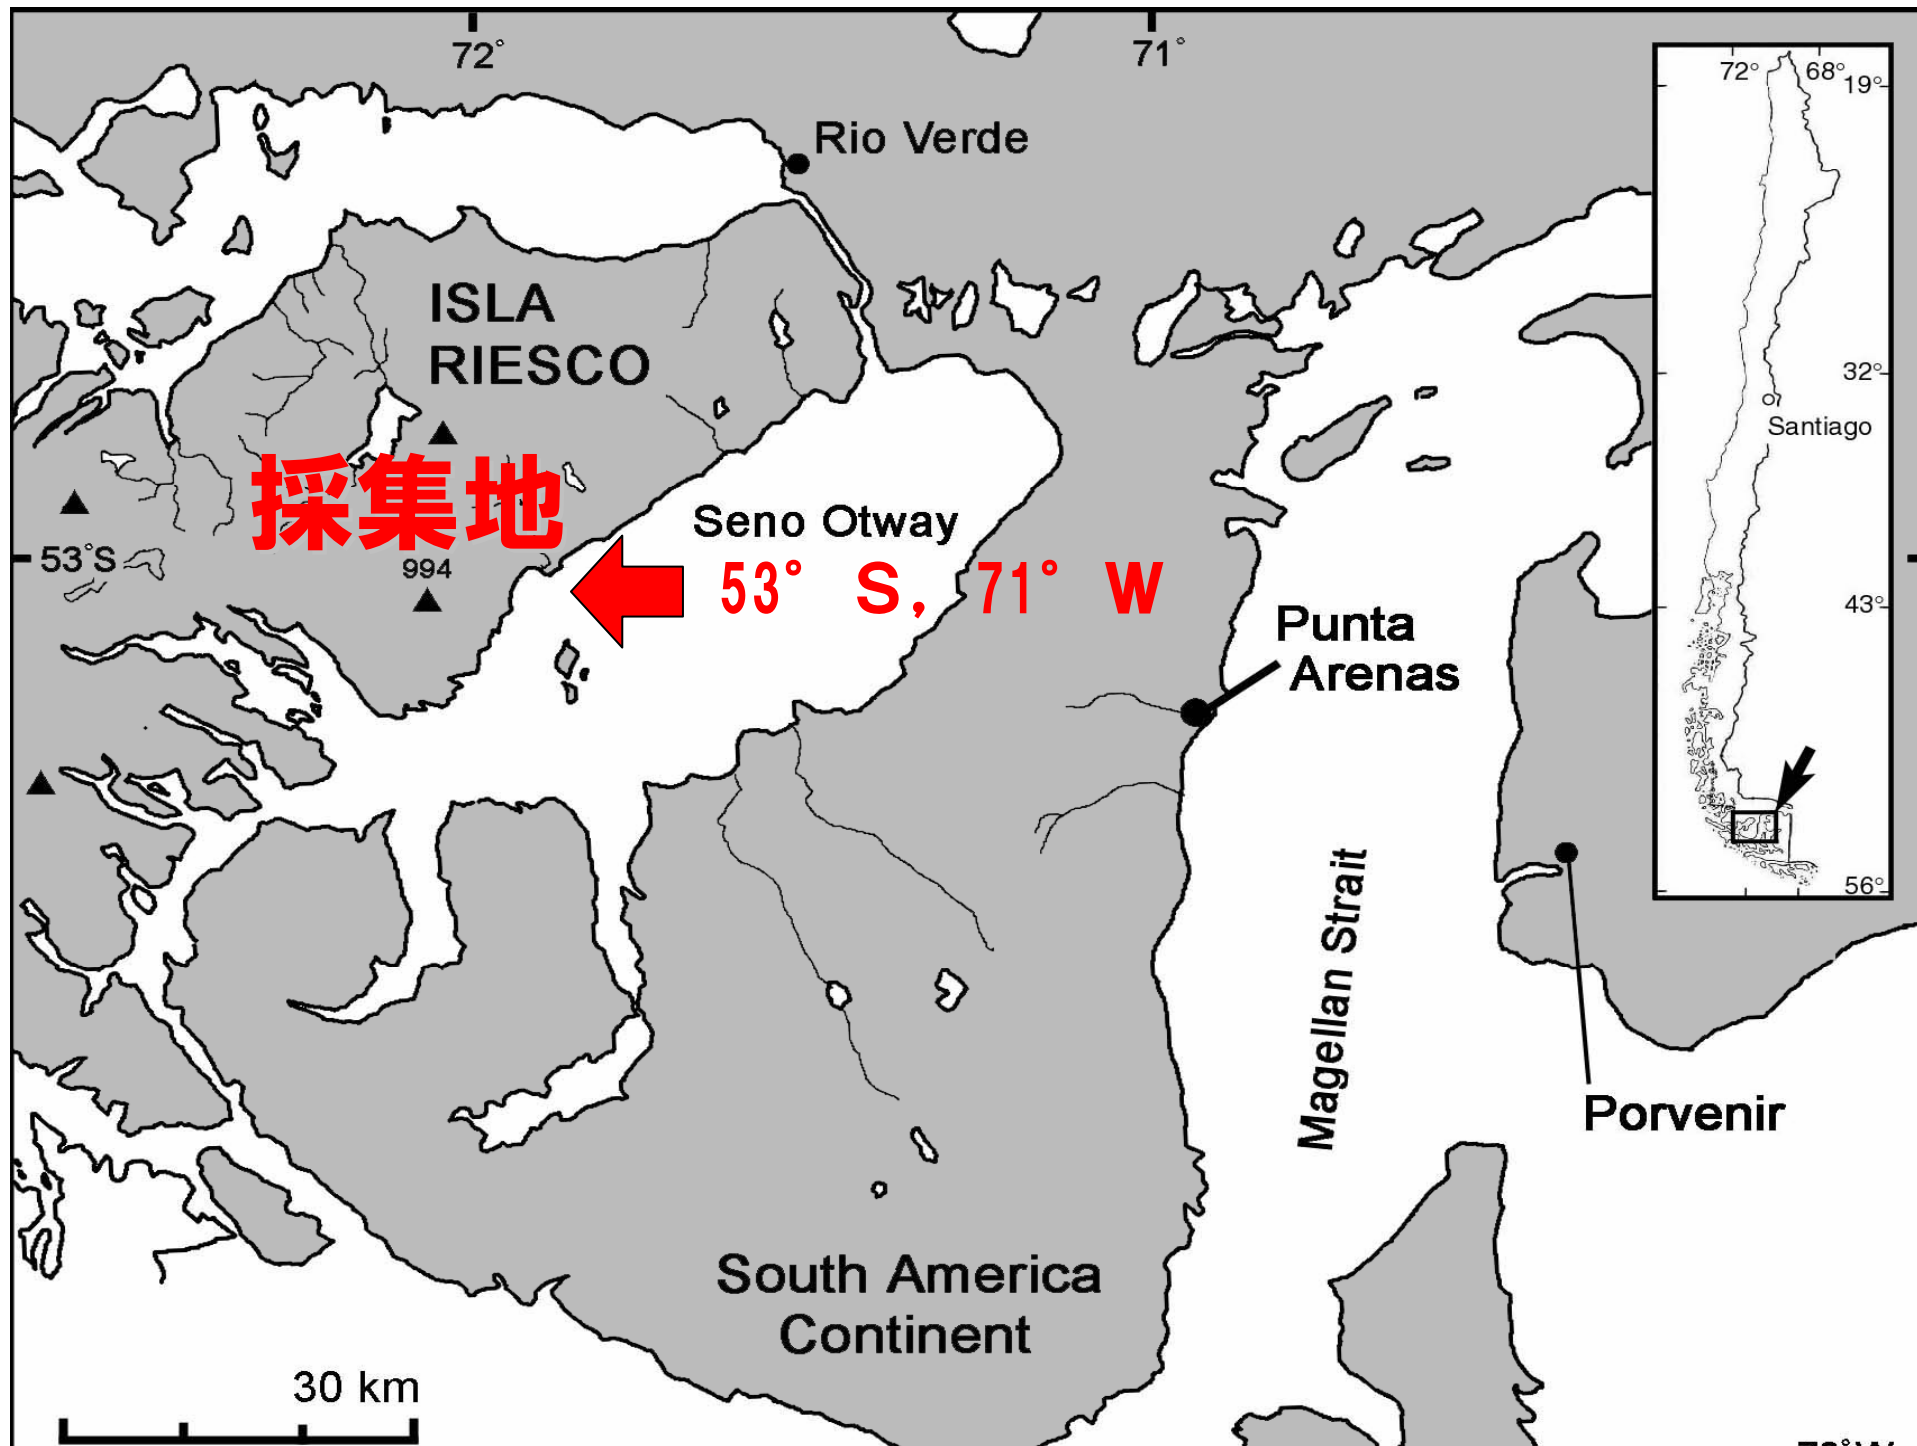 72°
71°
Rio Verde
ISLA
RIESCO
採集地
Seno Otway
53°S
994
53° S, 71° W
Punta
Arenas
Magellan Strait
Porvenir
South America
Continent
30 km
72°
68°
19°
32°
Santiago
43°
56°